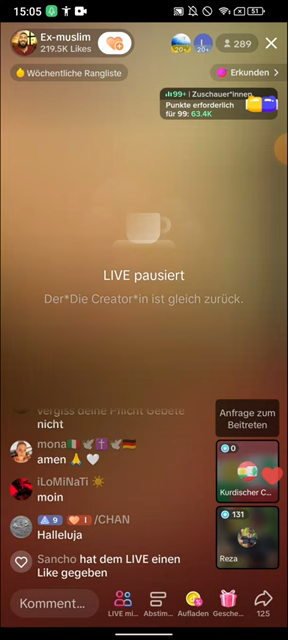 15:05
51
Ex-muslim
219.5K Likes
20+
20+
289
Wöchentliche Rangliste
Erkunden >
99+ | Zuschauer*innen
Punkte erforderlich
für 99: 63.4K
LIVE pausiert
Der*Die Creator*in ist gleich zurück.
vergiss deine Pflicht Gebete
nicht
Anfrage zum
Beitreten
mona
amen
iLoMiNaTi
moin
0
Kurdischer C...
9 1 /CHAN
Halleluja
131
Reza
Sancho hat dem LIVE einen
Like gegeben
Komment...
LIVE mi...
Abstim...
Aufladen
Gesche...
125